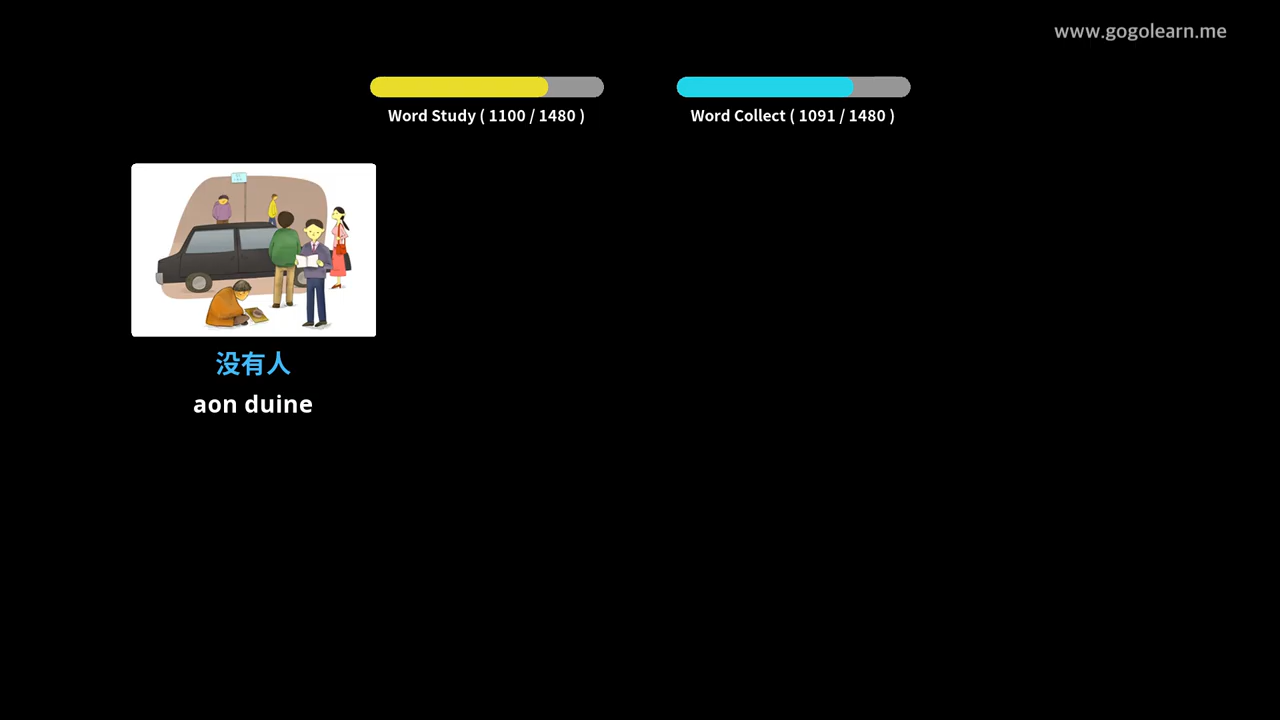 www.gogolearn.me
Word Study ( 1100 / 1480 )
Word Collect ( 1091 / 1480 )
没有人
aon duine